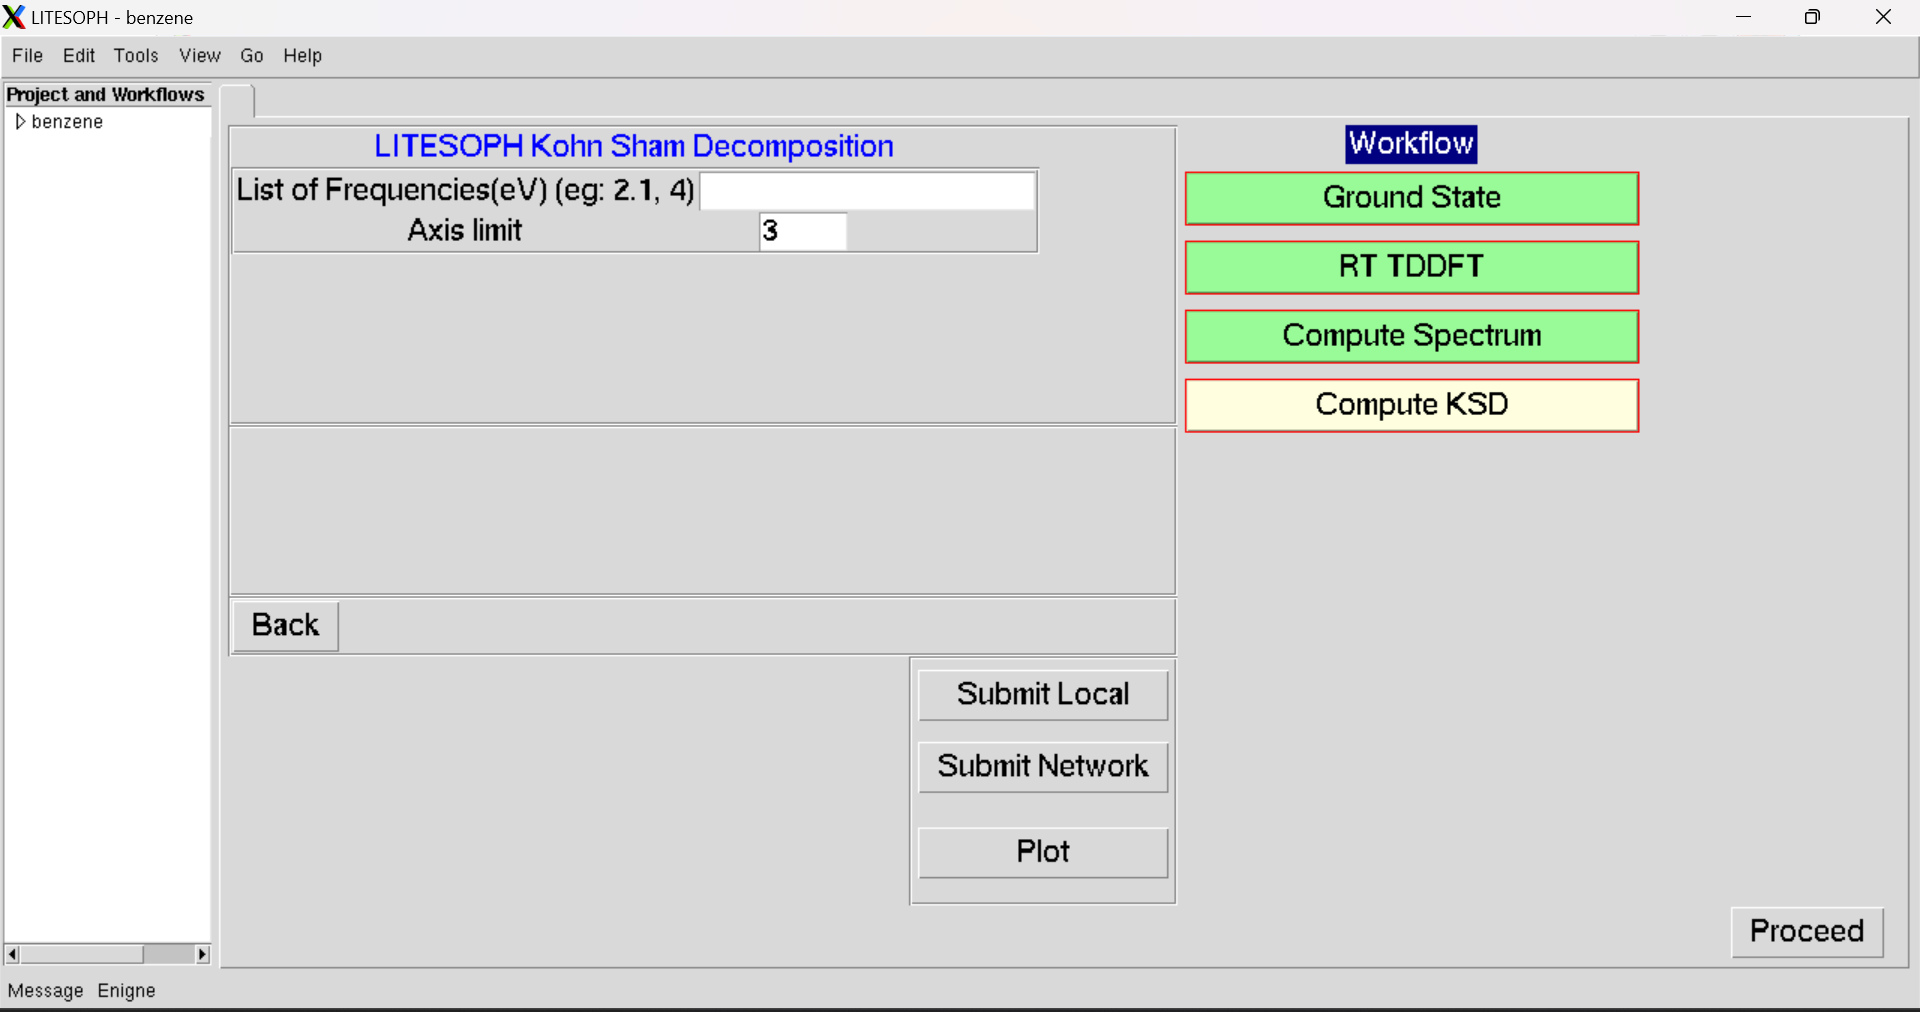 LITESOPH - benzene
File Edit Tools View Go Help
Project and Workflows
benzene
LITESOPH Kohn Sham Decomposition
List of Frequencies(eV) (eg: 2.1, 4)
Axis limit 3
Back
Submit Local
Submit Network
Plot
Workflow
Ground State
RT TDDFT
Compute Spectrum
Compute KSD
Proceed
Message Enigne